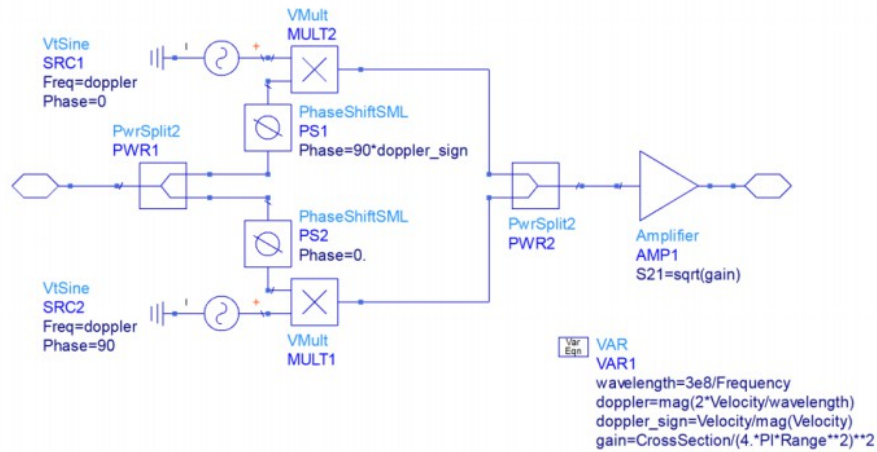 VMult
MULT2
VtSine
SRC1
Freq=doppler
Phase=0
PhaseShiftSML
PS1
Phase=90*doppler_sign
PwrSplit2
PWR1
PhaseShiftSML
PS2
Phase=0.
PwrSplit2
PWR2
Amplifier
AMP1
S21=sqrt(gain)
VtSine
SRC2
Freq=doppler
Phase=90
VMult
MULT1
Var
Eqn
VAR
VAR1
wavelength=3e8/Frequency
doppler=mag(2*Velocity/wavelength)
doppler_sign=Velocity/mag(Velocity)
gain=CrossSection/(4.*PI*Range**2)**2